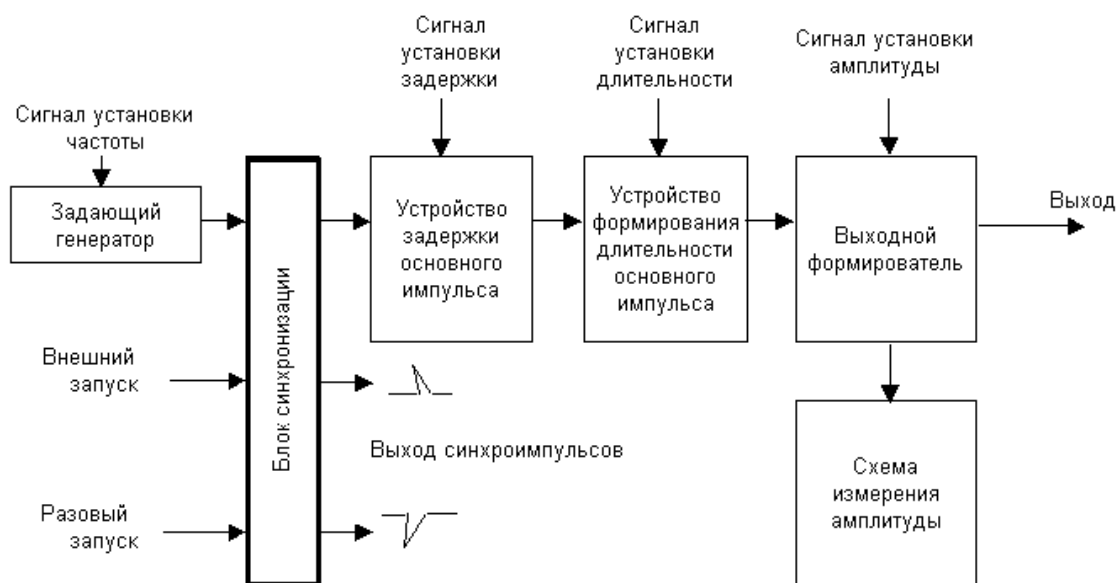 Сигнал
установки
задержки
Сигнал
установки
длительности
Сигнал установки
амплитуды
Сигнал установки
частоты
Задающий
генератор
Блок синхронизации
Устройство
задержки
основного
импульса
Устройство
формирования
длительности
основного
импульса
Выходной
формирователь
Выход
Внешний
запуск
Выход синхроимпульсов
Разовый
запуск
Схема
измерения
амплитуды